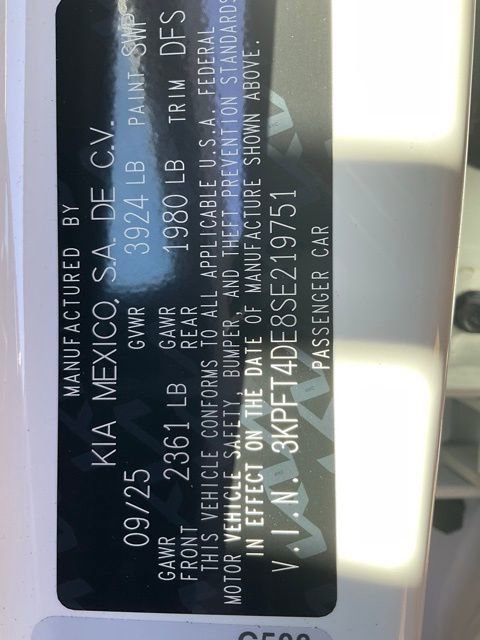 MANUFACTURED BY
KIA MEXICO, S.A. DE C.V.
09/25 GVWR 3924 LB PAINT SWP
GAWR FRONT 2361 LB GAWR REAR 1980 LB TRIM DFS
THIS VEHICLE CONFORMS TO ALL APPLICABLE U.S.A. FEDERAL
MOTOR VEHICLE SAFETY, BUMPER, AND THEFT PREVENTION STANDARDS
IN EFFECT ON THE DATE OF MANUFACTURE SHOWN ABOVE.
V.I.N. 3KPFT4DE8SE219751
PASSENGER CAR